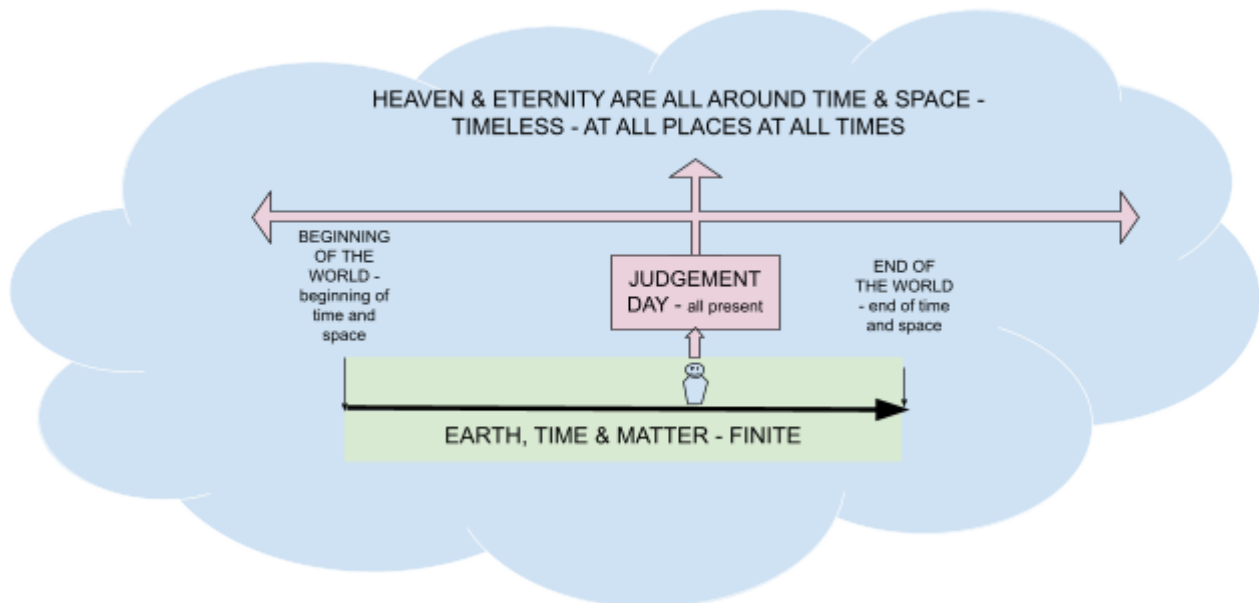 HEAVEN & ETERNITY ARE ALL AROUND TIME & SPACE -
TIMELESS - AT ALL PLACES AT ALL TIMES
BEGINNING
OF THE
WORLD -
beginning of
time and
space
JUDGEMENT
DAY - all present
END OF
THE WORLD
- end of time
and space
EARTH, TIME & MATTER - FINITE